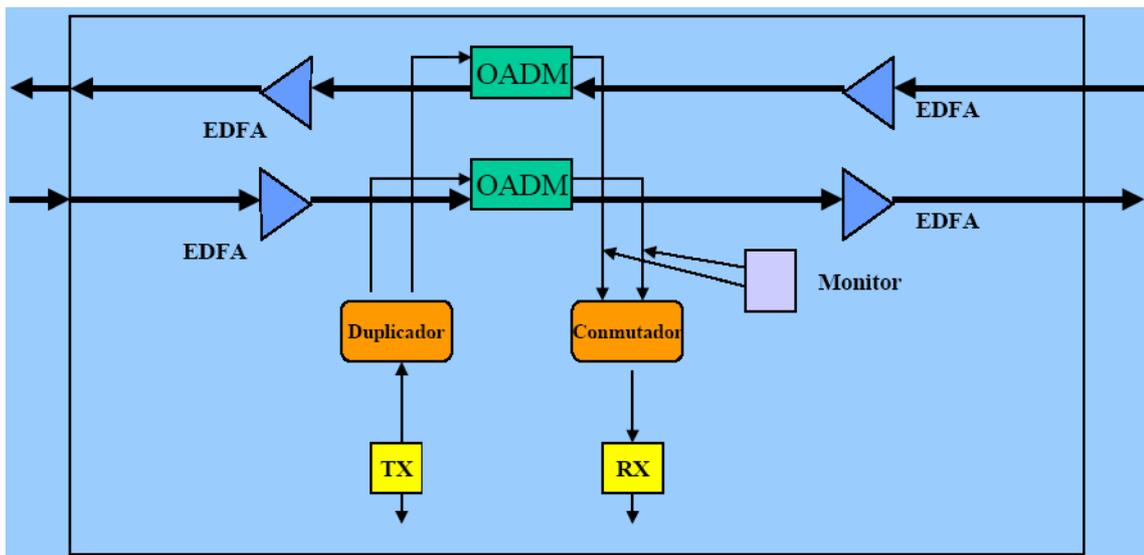 OADM
EDFA
EDFA
OADM
EDFA
EDFA
Monitor
Duplicador
Conmutador
TX
RX